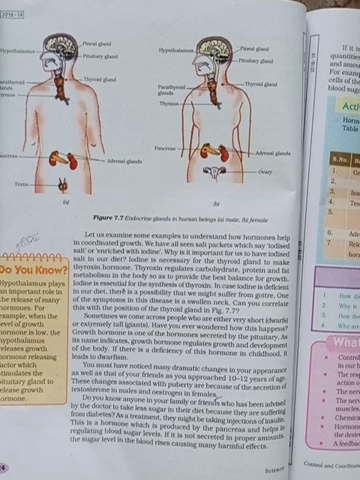 2018-19
Pineal gland
Hypothalamus
Pituitary gland
Parathyroid
glands
Thyroid gland
Thymus
Pancreas
Adrenal glands
Testis
(a)
Hypothalamus
Pineal gland
Pituitary gland
Parathyroid
glands
Thyroid gland
Thymus
Pancreas
Adrenal glands
Ovary
(b)
Figure 7.7 Endocrine glands in human beings (a) male, (b) female
Let us examine some examples to understand how hormones help
in coordinated growth. We have all seen salt packets which say 'iodised
salt' or 'enriched with iodine'. Why is it important for us to have iodised
salt in our diet? Iodine is necessary for the thyroid gland to make
thyroxin hormone. Thyroxin regulates carbohydrate, protein and fat
metabolism in the body so as to provide the best balance for growth.
Iodine is essential for the synthesis of thyroxin. In case iodine is deficient
in our diet, there is a possibility that we might suffer from goitre. One
of the symptoms in this disease is a swollen neck. Can you correlate
this with the position of the thyroid gland in Fig. 7.7?
Sometimes we come across people who are either very short (dwarfs)
or extremely tall (giants). Have you ever wondered how this happens?
Growth hormone is one of the hormones secreted by the pituitary. As
its name indicates, growth hormone regulates growth and development
of the body. If there is a deficiency of this hormone in childhood, it
leads to dwarfism.
You must have noticed many dramatic changes in your appearance
as well as that of your friends as you approached 10–12 years of age.
These changes associated with puberty are because of the secretion of
testosterone in males and oestrogen in females.
Do you know anyone in your family or friends who has been advised
by the doctor to take less sugar in their diet because they are suffering
from diabetes? As a treatment, they might be taking injections of insulin.
This is a hormone which is produced by the pancreas and helps in
regulating blood sugar levels. If it is not secreted in proper amounts,
the sugar level in the blood rises causing many harmful effects.
Do You Know?
Hypothalamus plays
an important role in
the release of many
hormones. For
example, when the
level of growth
hormone is low, the
hypothalamus
releases growth
hormone releasing
factor which
stimulates the
pituitary gland to
release growth
hormone.
Science
If it
quantities
and amou
For exam
cells of the
blood suga
Acti
Horm
Table
S.No.
1.
2.
3.
4.
5.
6.
7.
1. How do
2. Why is
3. How do
4. Why are
What
Control
in our b
The resp
action o
The nerv
The nerv
muscles.
Chemica
Hormone
the desir
A feedbac
Control and Coordinat